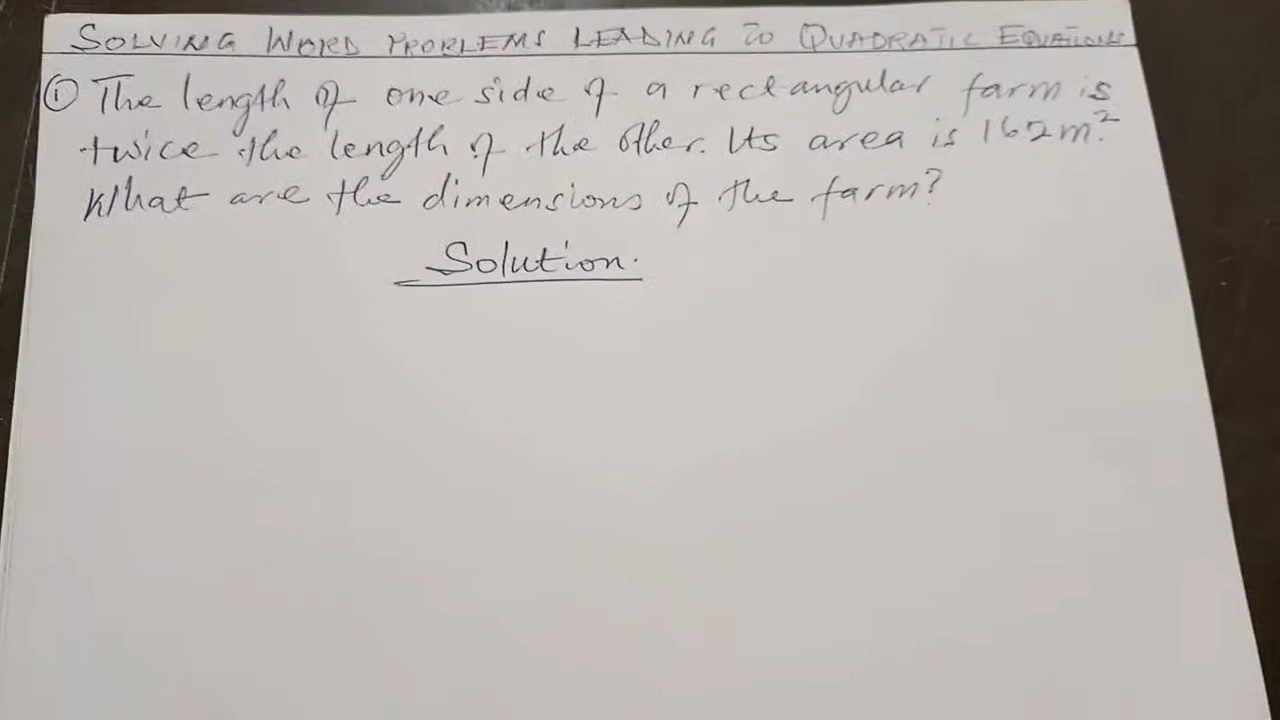 SOLVING WORD PROBLEMS LEADING TO QUADRATIC EQUATIONS
① The length of one side of a rectangular farm is
twice the length of the other. Its area is 162m².
What are the dimensions of the farm?
Solution.